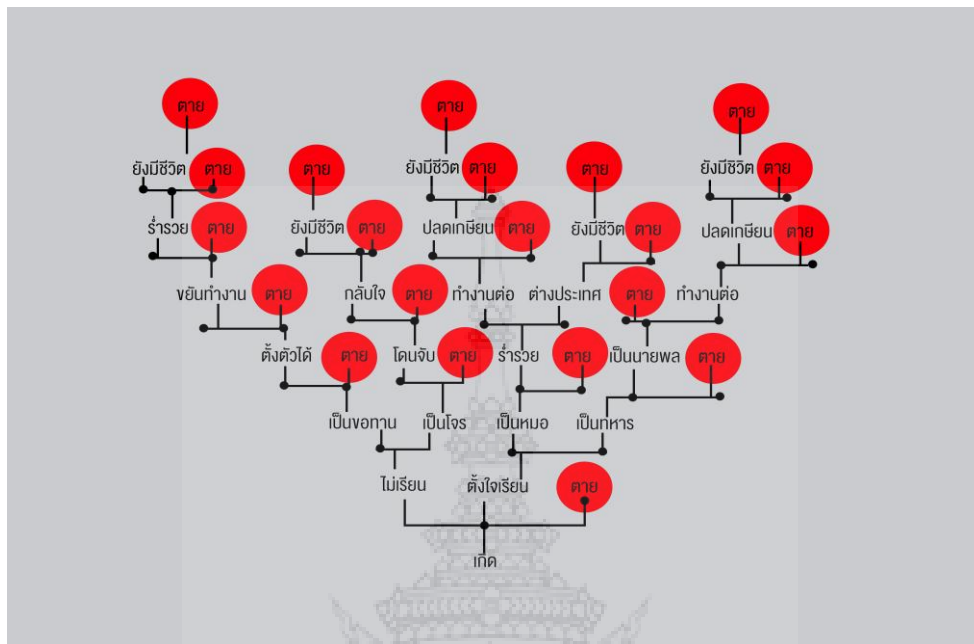 ตาย ตาย ตาย
ยังมีชีวิต ตาย ตาย ยังมีชีวิต ตาย ตาย ยังมีชีวิต ตาย
ร่ำรวย ตาย ยังมีชีวิต ตาย ปลดเกษียน ตาย ยังมีชีวิต ตาย ปลดเกษียน ตาย
ขยันทำงาน ตาย กลับใจ ตาย ทำงานต่อ ต่างประเทศ ตาย ทำงานต่อ
ตั้งตัวได้ ตาย โดนจับ ตาย ร่ำรวย ตาย เป็นนายพล ตาย
เป็นขอทาน เป็นโจร เป็นหมอ เป็นทหาร
ไม่เรียน ตั้งใจเรียน ตาย
เกิด